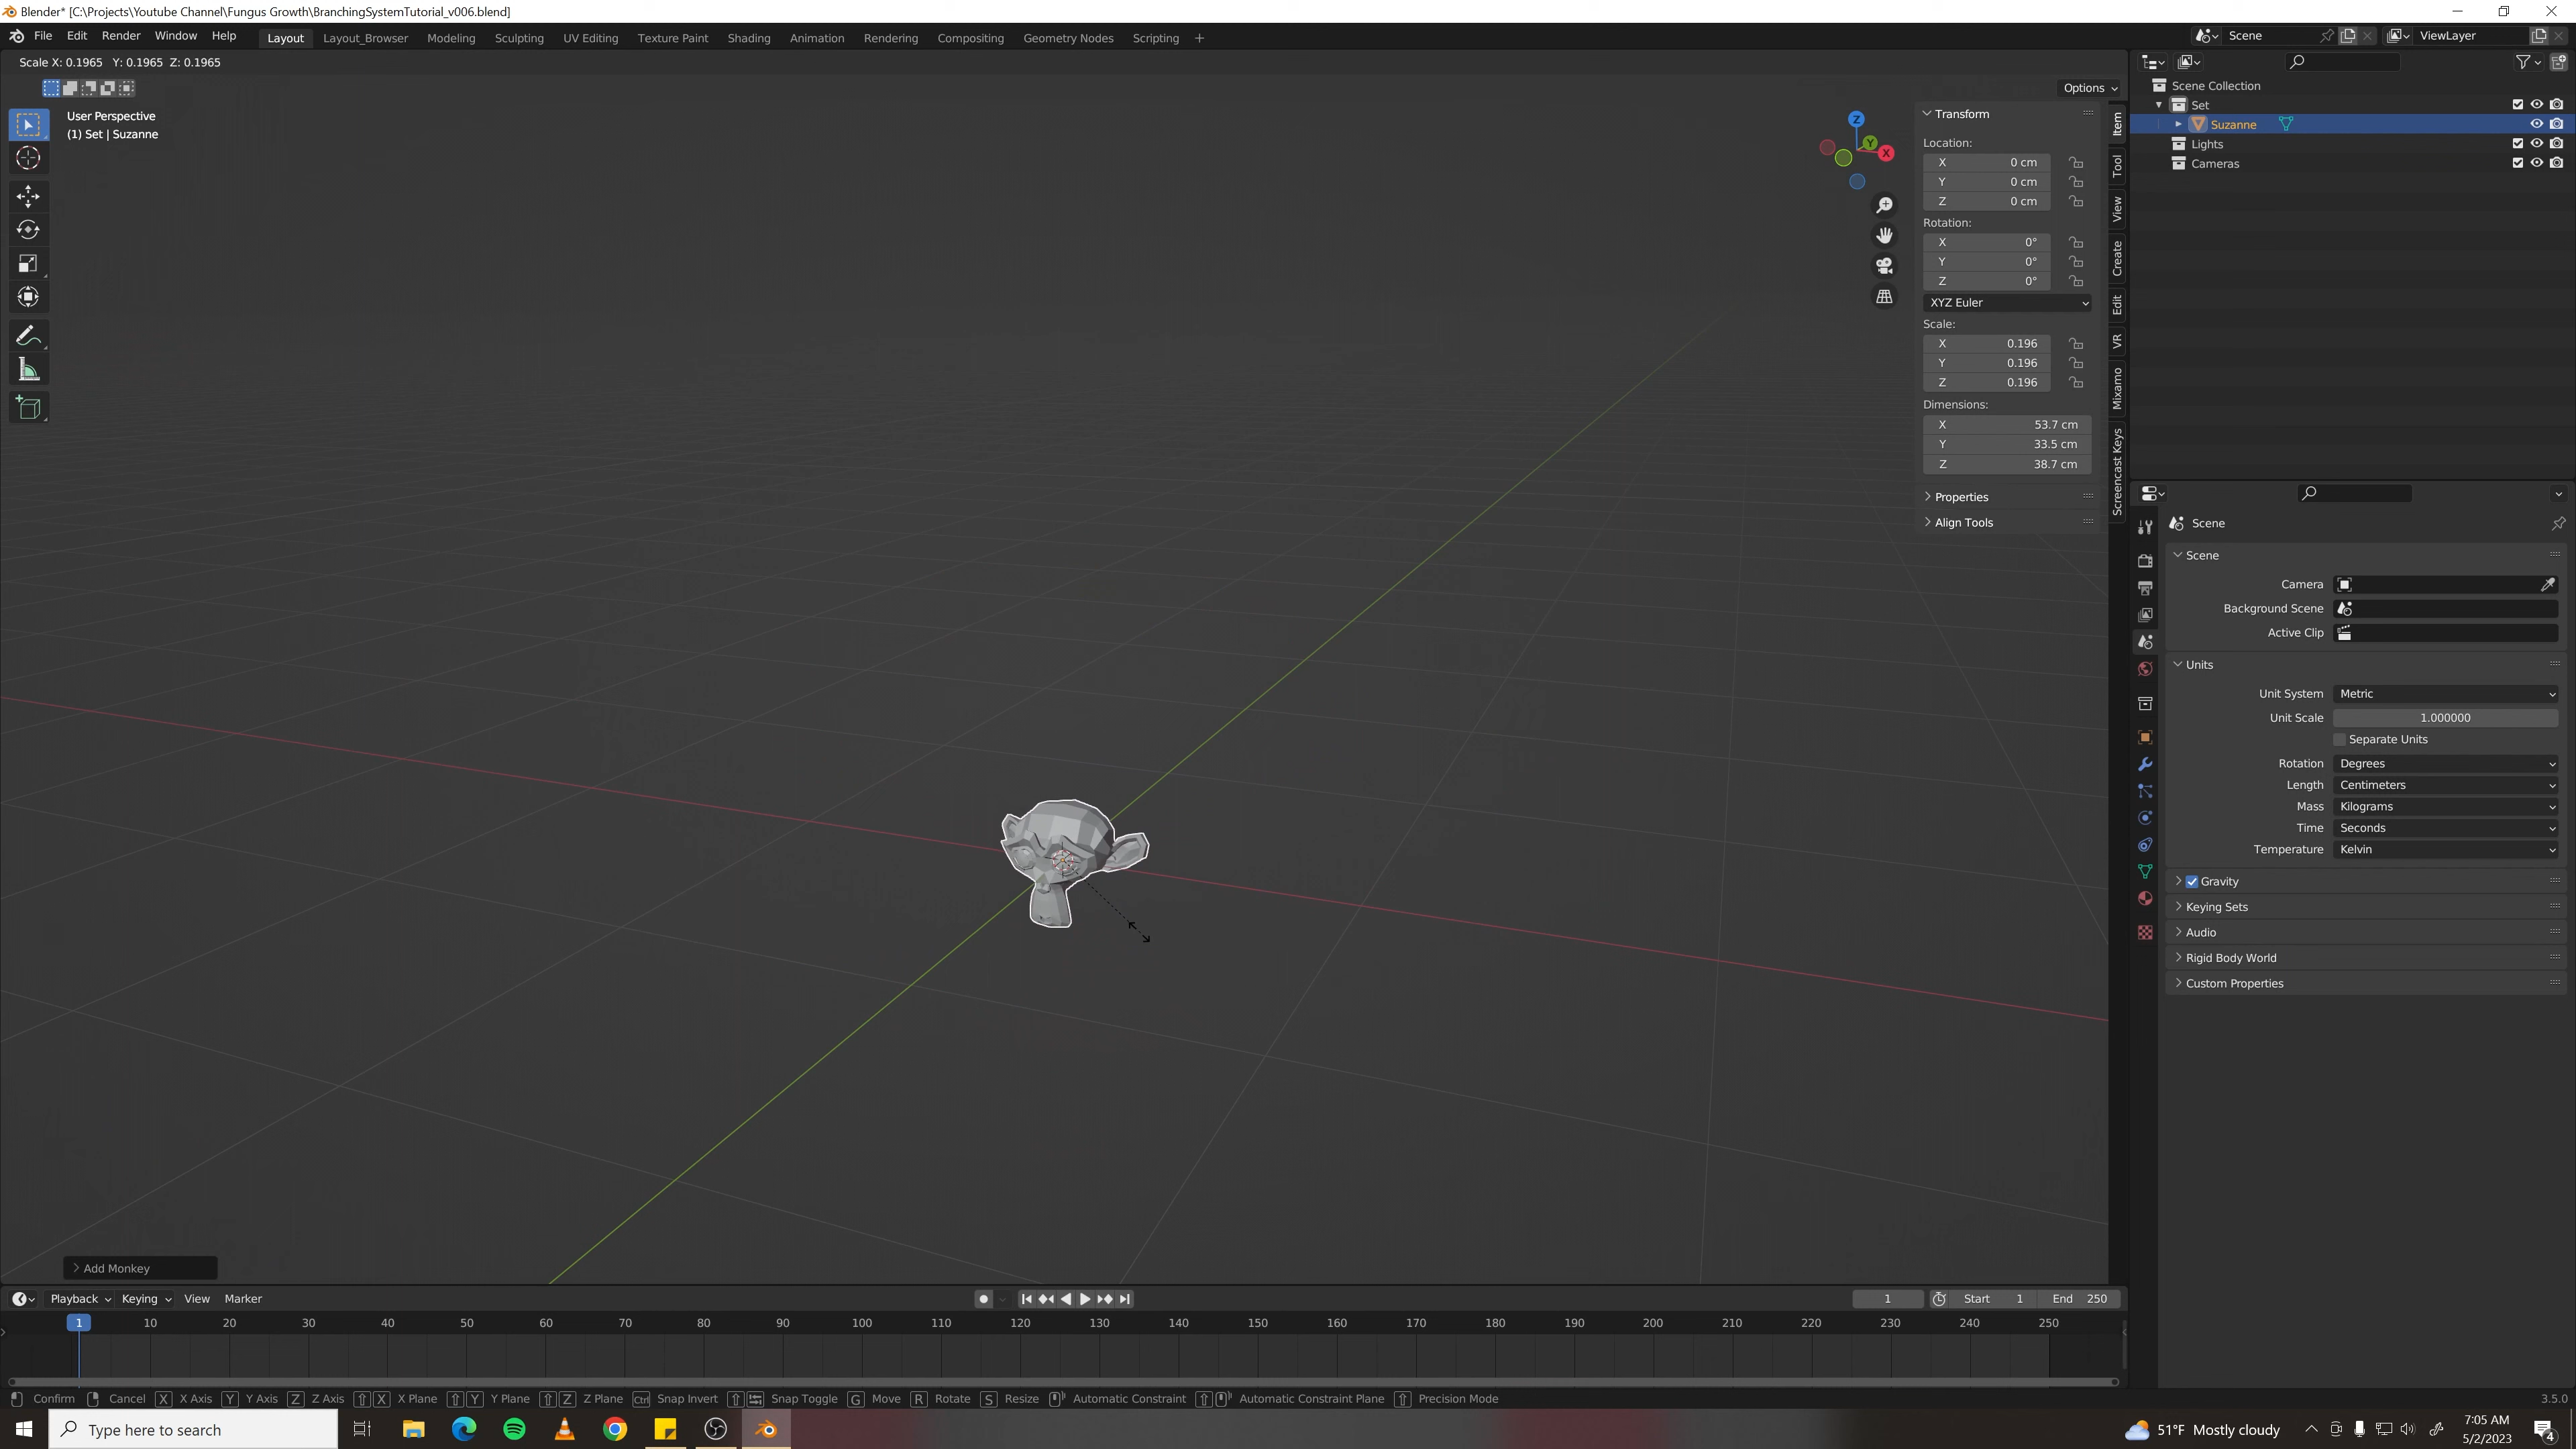 Blender* [C:\Projects\Youtube Channel\Fungus Growth\BranchingSystemTutorial_v006.blend]
File Edit Render Window Help Layout Layout_Browser Modeling Sculpting UV Editing Texture Paint Shading Animation Rendering Compositing Geometry Nodes Scripting + Scene ViewLayer
Scale X: 0.1965 Y: 0.1965 Z: 0.1965
Options
User Perspective
(1) Set | Suzanne
Z
Y
X
Transform
Location:
X 0 cm
Y 0 cm
Z 0 cm
Rotation:
X 0°
Y 0°
Z 0°
XYZ Euler
Scale:
X 0.196
Y 0.196
Z 0.196
Dimensions:
X 53.7 cm
Y 33.5 cm
Z 38.7 cm
Properties
Align Tools
Item
Tool
View
Create
Edit
VR
Mixamo
Screencast Keys
Scene Collection
Set
Suzanne
Lights
Cameras
Scene
Scene
Camera
Background Scene
Active Clip
Units
Unit System Metric
Unit Scale 1.000000
Separate Units
Rotation Degrees
Length Centimeters
Mass Kilograms
Time Seconds
Temperature Kelvin
Gravity
Keying Sets
Audio
Rigid Body World
Custom Properties
Add Monkey
Playback Keying View Marker 1 Start 1 End 250
1 10 20 30 40 50 60 70 80 90 100 110 120 130 140 150 160 170 180 190 200 210 220 230 240 250
Confirm Cancel X X Axis Y Y Axis Z Z Axis X X Plane Y Y Plane Z Z Plane Ctrl Snap Invert Snap Toggle G Move R Rotate S Resize Automatic Constraint Automatic Constraint Plane Precision Mode 3.5.0
Type here to search 51°F Mostly cloudy 7:05 AM
5/2/2023
4